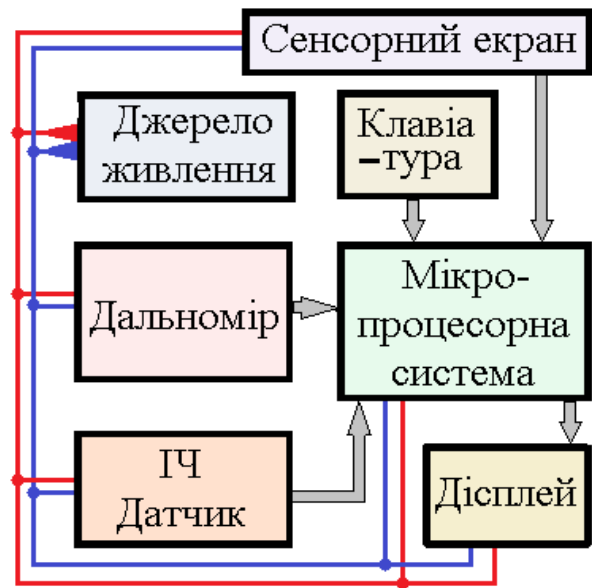 Сенсорний екран
Джерело
живлення
Клавіа
-тура
Дальномір
Мікро-
процесорна
система
ІЧ
Датчик
Дісплей